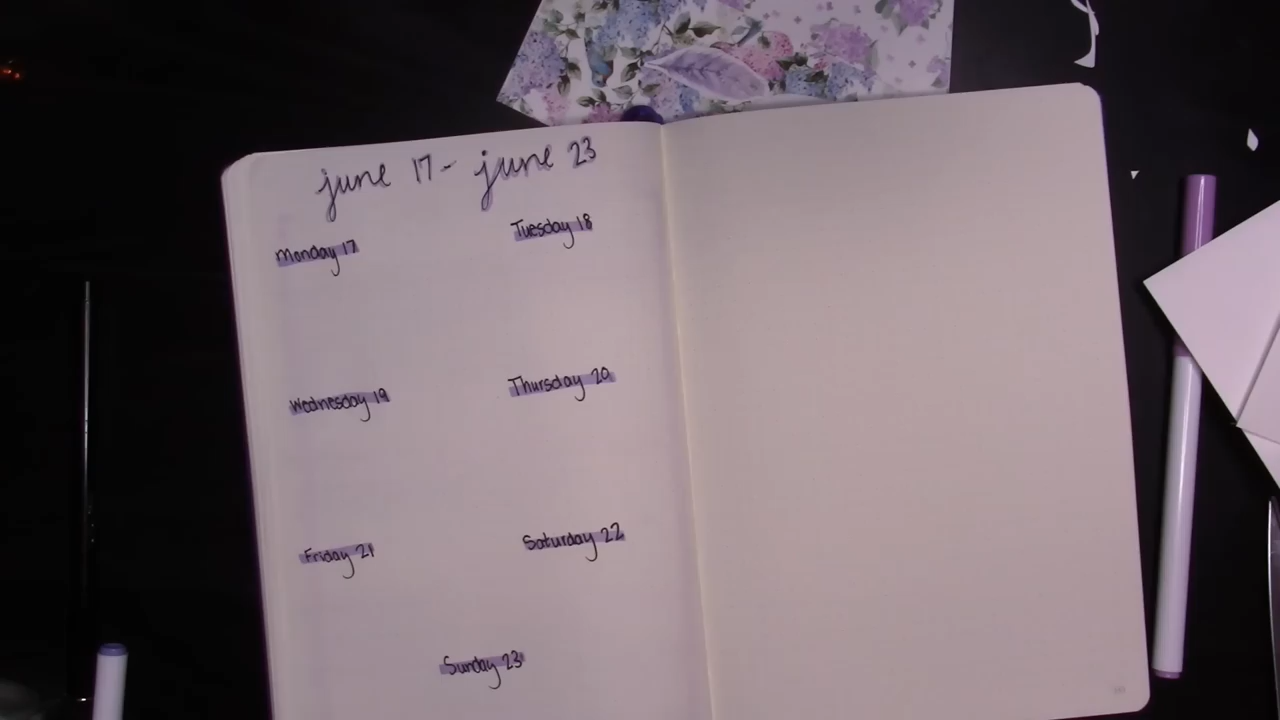 june 17 - june 23
Monday 17
Tuesday 18
Wednesday 19
Thursday 20
Friday 21
Saturday 22
Sunday 23